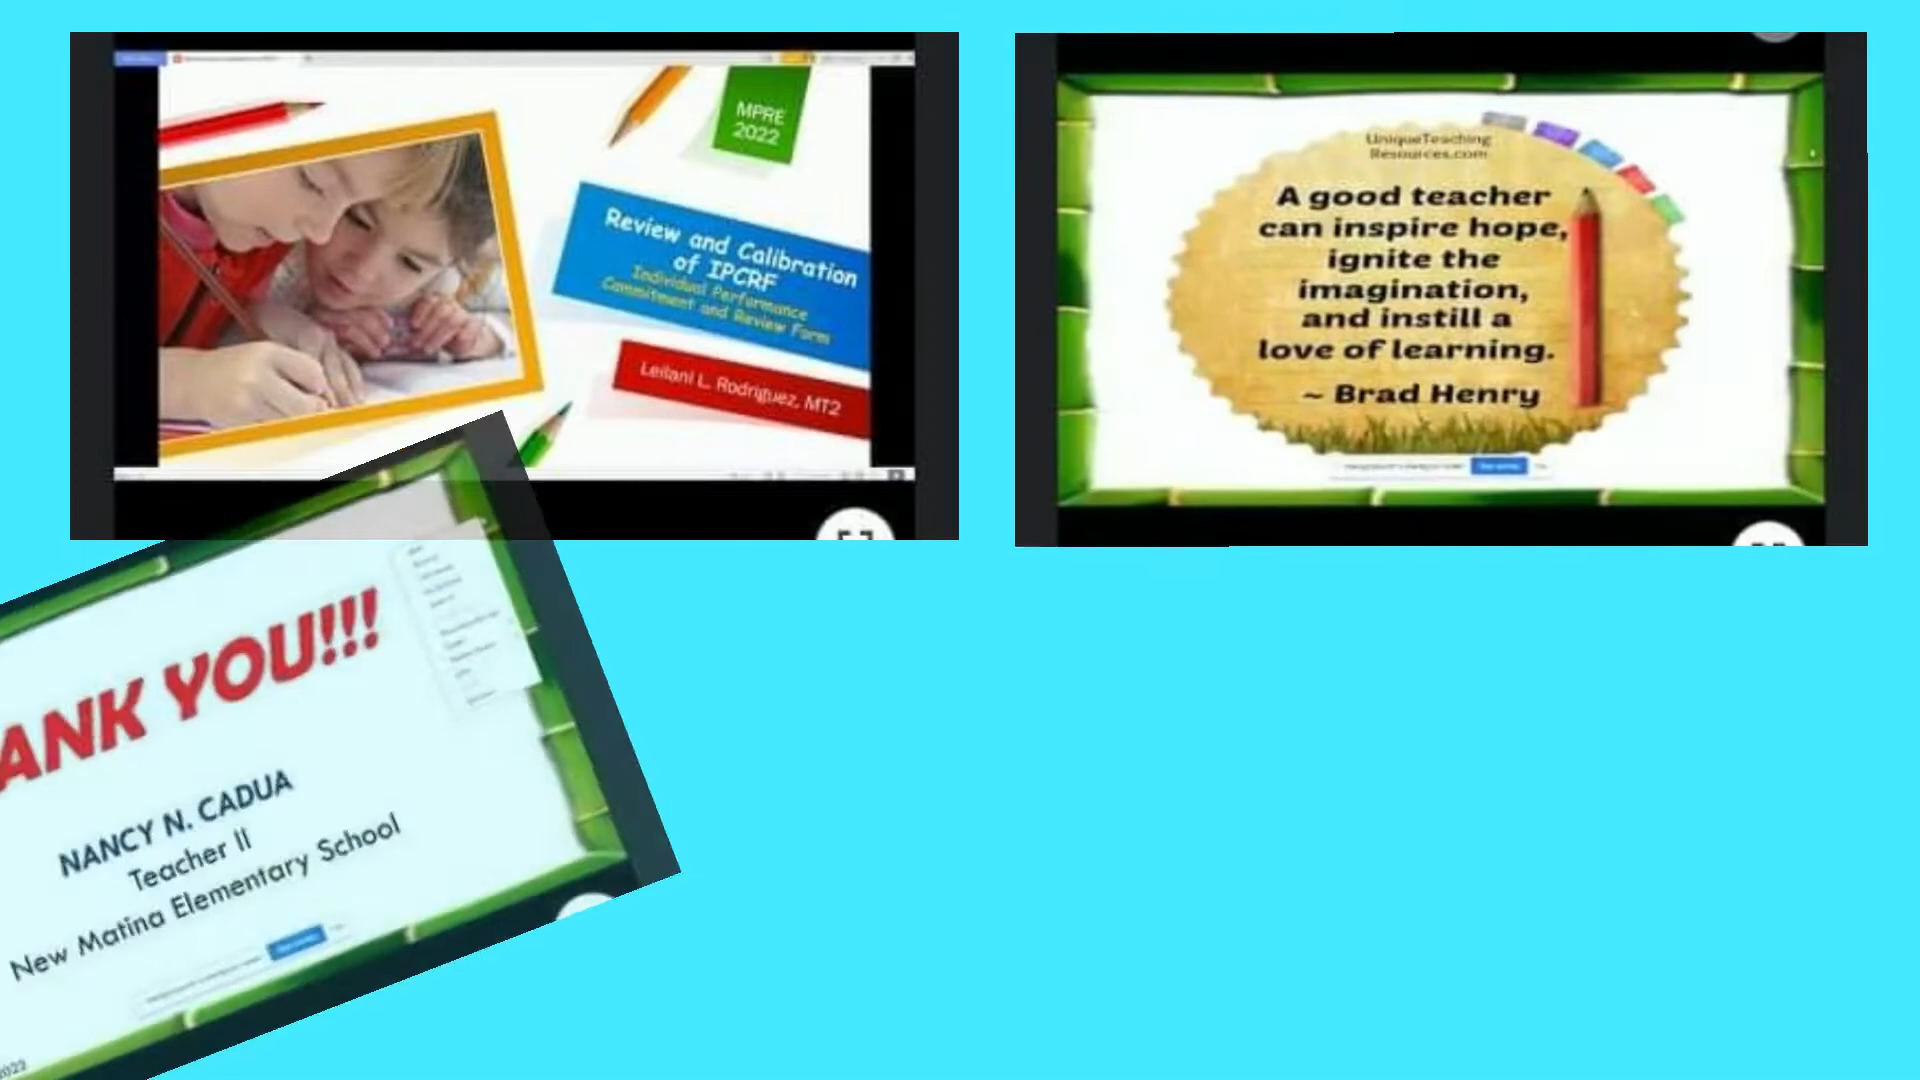 MPRE
2022
Review and Calibration
of IPCRF
Individual Performance
Commitment and Review Form
Leilani L. Rodriguez, MT2
UniqueTeaching
Resources.com
A good teacher
can inspire hope,
ignite the
imagination,
and instill a
love of learning.
~ Brad Henry
ANK YOU!!!
NANCY N. CADUA
Teacher II
New Matina Elementary School
2022